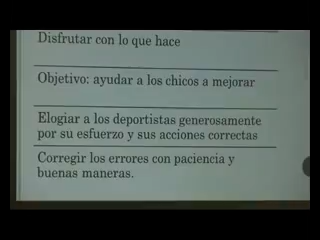 Disfrutar con lo que hace
Objetivo: ayudar a los chicos a mejorar
Elogiar a los deportistas generosamente
por su esfuerzo y sus acciones correctas
Corregir los errores con paciencia y
buenas maneras.